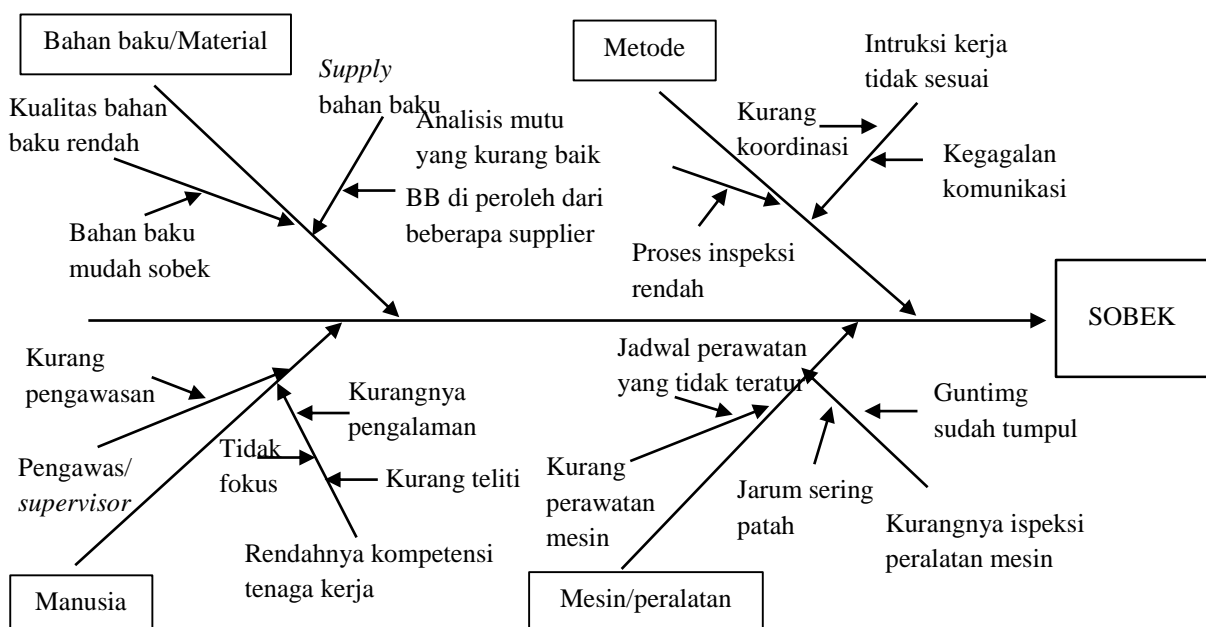 Bahan baku/Material
Metode
Intruksi kerja
tidak sesuai
Supply
bahan baku
Kualitas bahan
baku rendah
Analisis mutu
yang kurang baik
Kurang
koordinasi
Kegagalan
komunikasi
BB di peroleh dari
beberapa supplier
Bahan baku
mudah sobek
Proses inspeksi
rendah
SOBEK
Kurang
pengawasan
Jadwal perawatan
yang tidak teratur
Kurangnya
pengalaman
Guntimg
sudah tumpul
Tidak
fokus
Pengawas/
supervisor
Kurang teliti
Kurang
perawatan
mesin
Jarum sering
patah
Kurangnya ispeksi
peralatan mesin
Rendahnya kompetensi
tenaga kerja
Manusia
Mesin/peralatan